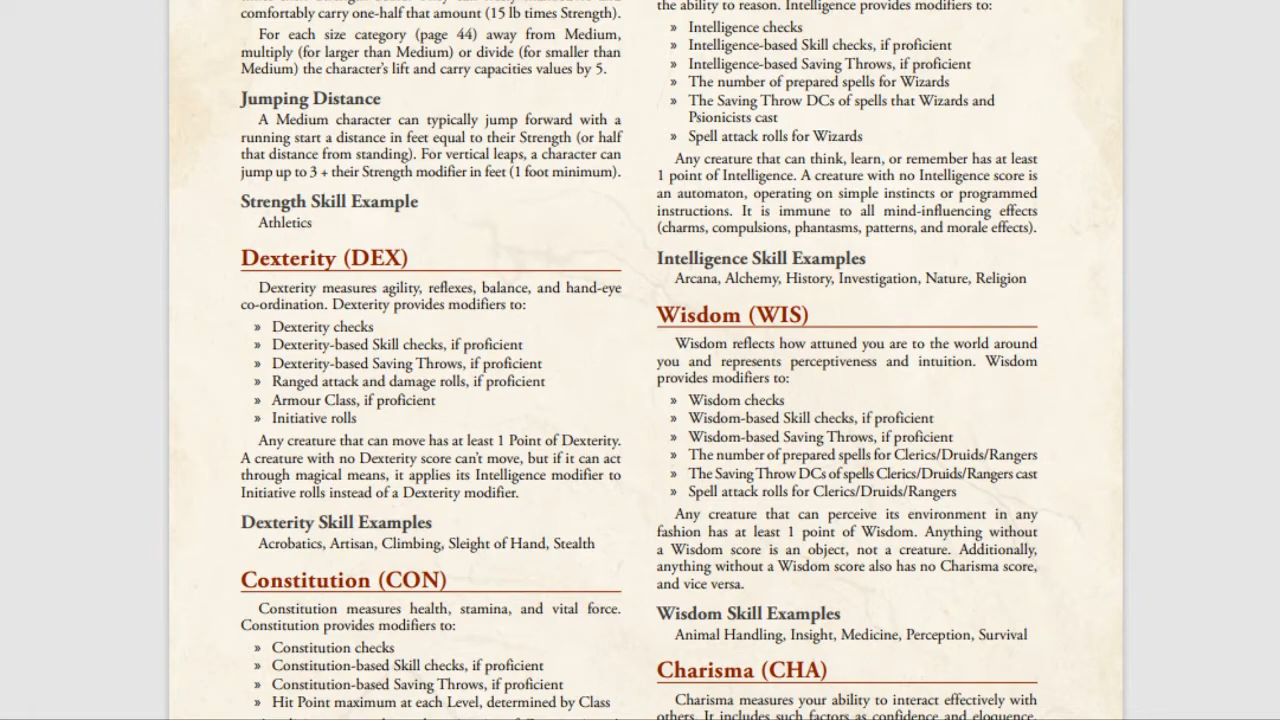 comfortably carry one-half that amount (15 lb times Strength).
For each size category (page 44) away from Medium,
multiply (for larger than Medium) or divide (for smaller than
Medium) the character's lift and carry capacities values by 5.
Jumping Distance
A Medium character can typically jump forward with a
running start a distance in feet equal to their Strength (or half
that distance from standing). For vertical leaps, a character can
jump up to 3 + their Strength modifier in feet (1 foot minimum).
Strength Skill Example
Athletics
Dexterity (DEX)
Dexterity measures agility, reflexes, balance, and hand-eye
co-ordination. Dexterity provides modifiers to:
» Dexterity checks
» Dexterity-based Skill checks, if proficient
» Dexterity-based Saving Throws, if proficient
» Ranged attack and damage rolls, if proficient
» Armour Class, if proficient
» Initiative rolls
Any creature that can move has at least 1 Point of Dexterity.
A creature with no Dexterity score can't move, but if it can act
through magical means, it applies its Intelligence modifier to
Initiative rolls instead of a Dexterity modifier.
Dexterity Skill Examples
Acrobatics, Artisan, Climbing, Sleight of Hand, Stealth
Constitution (CON)
Constitution measures health, stamina, and vital force.
Constitution provides modifiers to:
» Constitution checks
» Constitution-based Skill checks, if proficient
» Constitution-based Saving Throws, if proficient
» Hit Point maximum at each Level, determined by Class
the ability to reason. Intelligence provides modifiers to:
» Intelligence checks
» Intelligence-based Skill checks, if proficient
» Intelligence-based Saving Throws, if proficient
» The number of prepared spells for Wizards
» The Saving Throw DCs of spells that Wizards and
Psionicists cast
» Spell attack rolls for Wizards
Any creature that can think, learn, or remember has at least
1 point of Intelligence. A creature with no Intelligence score is
an automaton, operating on simple instincts or programmed
instructions. It is immune to all mind-influencing effects
(charms, compulsions, phantasms, patterns, and morale effects).
Intelligence Skill Examples
Arcana, Alchemy, History, Investigation, Nature, Religion
Wisdom (WIS)
Wisdom reflects how attuned you are to the world around
you and represents perceptiveness and intuition. Wisdom
provides modifiers to:
» Wisdom checks
» Wisdom-based Skill checks, if proficient
» Wisdom-based Saving Throws, if proficient
» The number of prepared spells for Clerics/Druids/Rangers
» The Saving Throw DCs of spells Clerics/Druids/Rangers cast
» Spell attack rolls for Clerics/Druids/Rangers
Any creature that can perceive its environment in any
fashion has at least 1 point of Wisdom. Anything without
a Wisdom score is an object, not a creature. Additionally,
anything without a Wisdom score also has no Charisma score,
and vice versa.
Wisdom Skill Examples
Animal Handling, Insight, Medicine, Perception, Survival
Charisma (CHA)
Charisma measures your ability to interact effectively with
others. It includes such factors as confidence and eloquence,